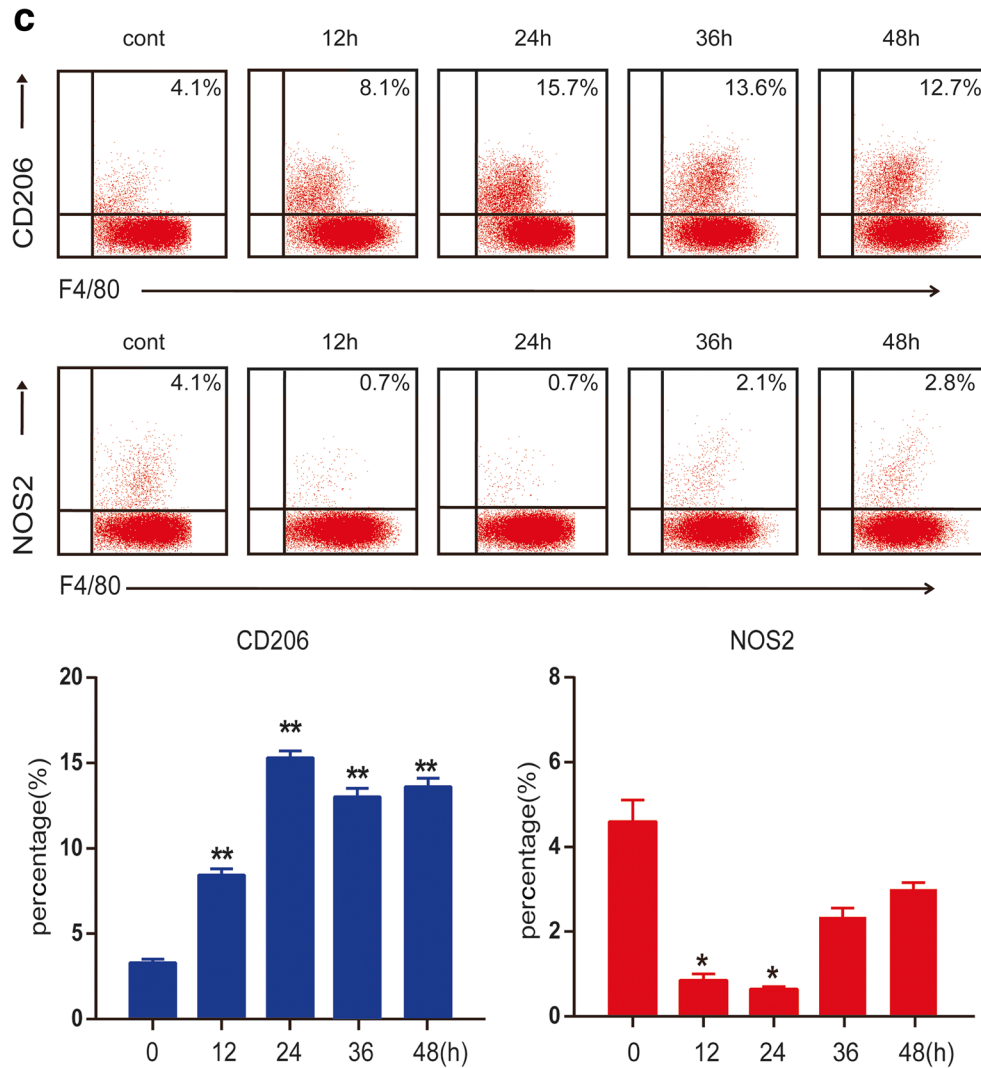 c
cont 12h 24h 36h 48h
4.1% 8.1% 15.7% 13.6% 12.7%
CD206
F4/80
cont 12h 24h 36h 48h
4.1% 0.7% 0.7% 2.1% 2.8%
NOS2
F4/80
CD206
20
15
10
5
0
percentage(%)
** ** ** **
0 12 24 36 48(h)
NOS2
8
6
4
2
0
percentage(%)
* *
0 12 24 36 48(h)